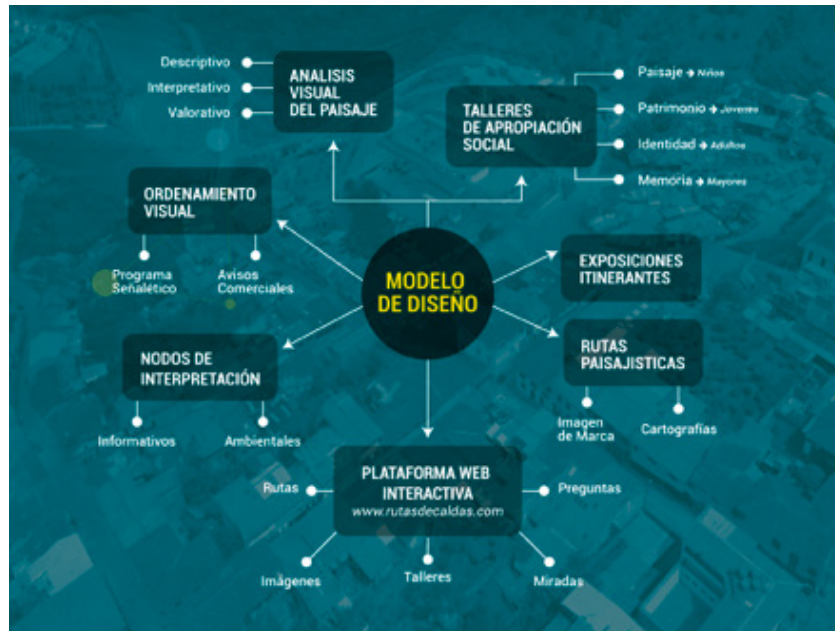 Descriptivo
Interpretativo
Valorativo
ANALISIS
VISUAL
DEL PAISAJE
TALLERES
DE APROPIACIÓN
SOCIAL
Paisaje → Niños
Patrimonio → Jovenes
Identidad → Adultos
Memoria → Mayores
ORDENAMIENTO
VISUAL
Programa
Señalético
Avisos
Comerciales
MODELO
DE DISEÑO
EXPOSICIONES
ITINERANTES
NODOS DE
INTERPRETACIÓN
Informativos
Ambientales
RUTAS
PAISAJISTICAS
Imagen
de Marca
Cartografías
PLATAFORMA WEB
INTERACTIVA
www.rutasdecaldas.com
Rutas
Preguntas
Imágenes
Talleres
Miradas